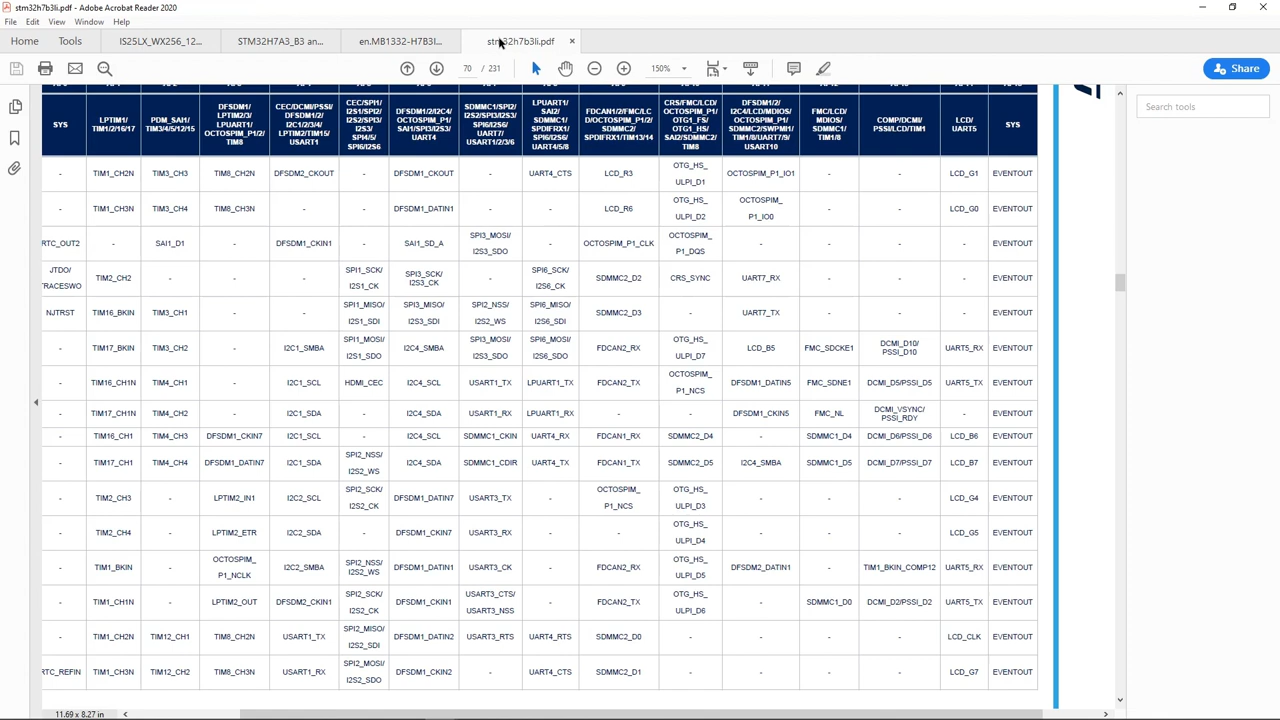 stm32h7b3li.pdf - Adobe Acrobat Reader 2020
File Edit View Window Help
Home Tools IS25LX_WX256_12... STM32H7A3_B3 an... en.MB1332-H7B3I... stm32h7b3li.pdf ×
70 / 231 150% Share
Search tools
SYS
LPTIM1/
TIM1/2/16/17
PDM_SAI1/
TIM3/4/5/12/15
DFSDM1/
LPTIM2/3/
LPUART1/
OCTOSPIM_P1/2/
TIM8
CEC/DCMI/PSSI/
DFSDM1/2/
I2C1/2/3/4/
LPTIM2/TIM15/
USART1
CEC/SPI1/
I2S1/SPI2/
I2S2/SPI3/
I2S3/
SPI4/5/
SPI6/I2S6
DFSDM1/2/I2C4/
OCTOSPIM_P1/
SAI1/SPI3/I2S3/
UART4
SDMMC1/SPI2/
I2S2/SPI3/I2S3/
SPI6/I2S6/
UART7/
USART1/2/3/6
LPUART1/
SAI2/
SDMMC1/
SPDIFRX1/
SPI6/I2S6/
UART4/5/8
FDCAN1/2/FMC/LC
D/OCTOSPIM_P1/2/
SDMMC2/
SPDIFRX1/TIM13/14
CRS/FMC/LCD/
OCTOSPIM_P1/
OTG1_FS/
OTG1_HS/
SAI2/SDMMC2/
TIM8
DFSDM1/2/
I2C4/LCD/MDIOS/
OCTOSPIM_P1/
SDMMC2/SWPMI1/
TIM1/8/UART7/9/
USART10
FMC/LCD/
MDIOS/
SDMMC1/
TIM1/8
COMP/DCMI/
PSSI/LCD/TIM1
LCD/
UART5
SYS
- TIM1_CH2N TIM3_CH3 TIM8_CH2N DFSDM2_CKOUT - DFSDM1_CKOUT - UART4_CTS LCD_R3 OTG_HS_ OCTOSPIM_P1_IO1 - - LCD_G1 EVENTOUT
ULPI_D1
- TIM1_CH3N TIM3_CH4 TIM8_CH3N - - DFSDM1_DATIN1 - - LCD_R6 OTG_HS_ OCTOSPIM_ - - LCD_G0 EVENTOUT
ULPI_D2 P1_IO0
RTC_OUT2 - SAI1_D1 - DFSDM1_CKIN1 - SAI1_SD_A SPI3_MOSI/ - OCTOSPIM_P1_CLK OCTOSPIM_ - - - - EVENTOUT
I2S3_SDO P1_DQS
JTDO/ TIM2_CH2 - - - SPI1_SCK/ SPI3_SCK/ - SPI6_SCK/ SDMMC2_D2 CRS_SYNC UART7_RX - - - EVENTOUT
TRACESWO I2S1_CK I2S3_CK I2S6_CK
NJTRST TIM16_BKIN TIM3_CH1 - - SPI1_MISO/ SPI3_MISO/ SPI2_NSS/ SPI6_MISO/ SDMMC2_D3 - UART7_TX - - - EVENTOUT
I2S1_SDI I2S3_SDI I2S2_WS I2S6_SDI
- TIM17_BKIN TIM3_CH2 - I2C1_SMBA SPI1_MOSI/ I2C4_SMBA SPI3_MOSI/ SPI6_MOSI/ FDCAN2_RX OTG_HS_ LCD_B5 FMC_SDCKE1 DCMI_D10/ UART5_RX EVENTOUT
I2S1_SDO I2S3_SDO I2S6_SDO ULPI_D7 PSSI_D10
- TIM16_CH1N TIM4_CH1 - I2C1_SCL HDMI_CEC I2C4_SCL USART1_TX LPUART1_TX FDCAN2_TX OCTOSPIM_ DFSDM1_DATIN5 FMC_SDNE1 DCMI_D5/PSSI_D5 UART5_TX EVENTOUT
P1_NCS
- TIM17_CH1N TIM4_CH2 - I2C1_SDA - I2C4_SDA USART1_RX LPUART1_RX - - DFSDM1_CKIN5 FMC_NL DCMI_VSYNC/ - EVENTOUT
PSSI_RDY
- TIM16_CH1 TIM4_CH3 DFSDM1_CKIN7 I2C1_SCL - I2C4_SCL SDMMC1_CKIN UART4_RX FDCAN1_RX SDMMC2_D4 - SDMMC1_D4 DCMI_D6/PSSI_D6 LCD_B6 EVENTOUT
- TIM17_CH1 TIM4_CH4 DFSDM1_DATIN7 I2C1_SDA SPI2_NSS/ I2C4_SDA SDMMC1_CDIR UART4_TX FDCAN1_TX SDMMC2_D5 I2C4_SMBA SDMMC1_D5 DCMI_D7/PSSI_D7 LCD_B7 EVENTOUT
I2S2_WS
- TIM2_CH3 - LPTIM2_IN1 I2C2_SCL SPI2_SCK/ DFSDM1_DATIN7 USART3_TX - OCTOSPIM_ OTG_HS_ - - - LCD_G4 EVENTOUT
I2S2_CK P1_NCS ULPI_D3
- TIM2_CH4 - LPTIM2_ETR I2C2_SDA - DFSDM1_CKIN7 USART3_RX - - OTG_HS_ - - - LCD_G5 EVENTOUT
ULPI_D4
- TIM1_BKIN - OCTOSPIM_ I2C2_SMBA SPI2_NSS/ DFSDM1_DATIN1 USART3_CK - FDCAN2_RX OTG_HS_ DFSDM2_DATIN1 - TIM1_BKIN_COMP12 UART5_RX EVENTOUT
P1_NCLK I2S2_WS ULPI_D5
- TIM1_CH1N - LPTIM2_OUT DFSDM2_CKIN1 SPI2_SCK/ DFSDM1_CKIN1 USART3_CTS/ - FDCAN2_TX OTG_HS_ - SDMMC1_D0 DCMI_D2/PSSI_D2 UART5_TX EVENTOUT
I2S2_CK USART3_NSS ULPI_D6
- TIM1_CH2N TIM12_CH1 TIM8_CH2N USART1_TX SPI2_MISO/ DFSDM1_DATIN2 USART3_RTS UART4_RTS SDMMC2_D0 - - - - LCD_CLK EVENTOUT
I2S2_SDI
RTC_REFIN TIM1_CH3N TIM12_CH2 TIM8_CH3N USART1_RX SPI2_MOSI/ DFSDM1_CKIN2 - UART4_CTS SDMMC2_D1 - - - - LCD_G7 EVENTOUT
I2S2_SDO
11.69 x 8.27 in